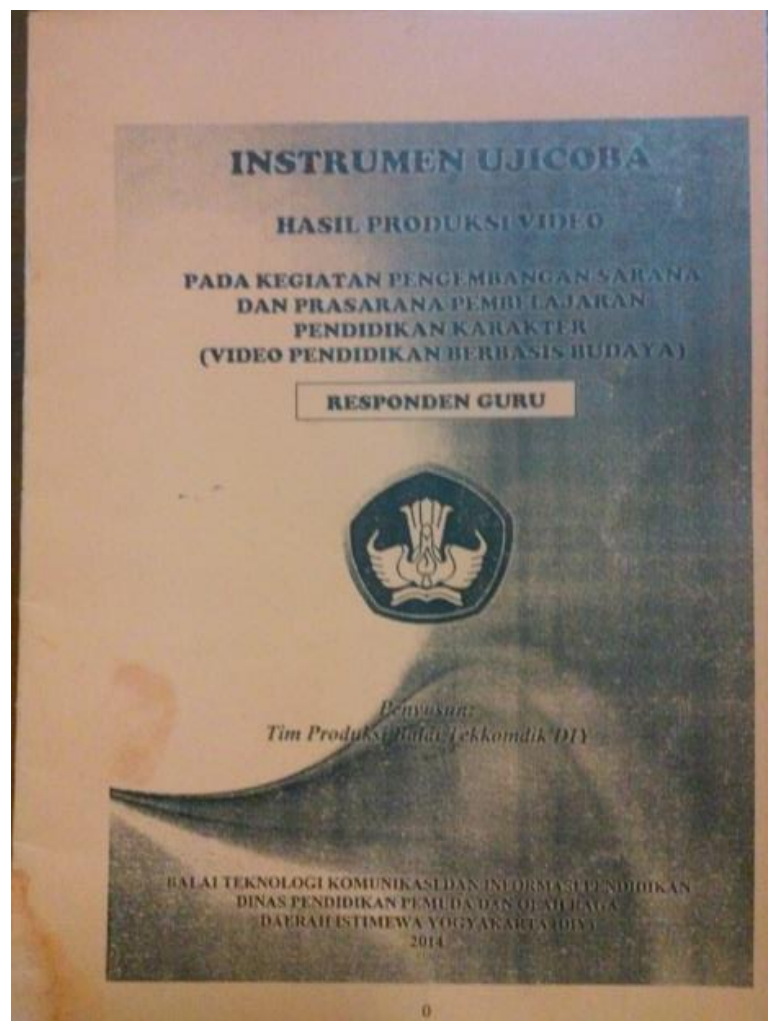 INSTRUMEN UJICOBA
HASIL PRODUKSI VIDEO
PADA KEGIATAN PENGEMBANGAN SARANA
DAN PRASARANA PEMBELAJARAN
PENDIDIKAN KARAKTER
(VIDEO PENDIDIKAN BERBASIS BUDAYA)
RESPONDEN GURU
Penyusun:
Tim Produksi Balai Tekkomdik DIY
BALAI TEKNOLOGI KOMUNIKASI DAN INFORMASI PENDIDIKAN
DINAS PENDIDIKAN PEMUDA DAN OLAH RAGA
DAERAH ISTIMEWA YOGYAKARTA (DIY)
2014
0